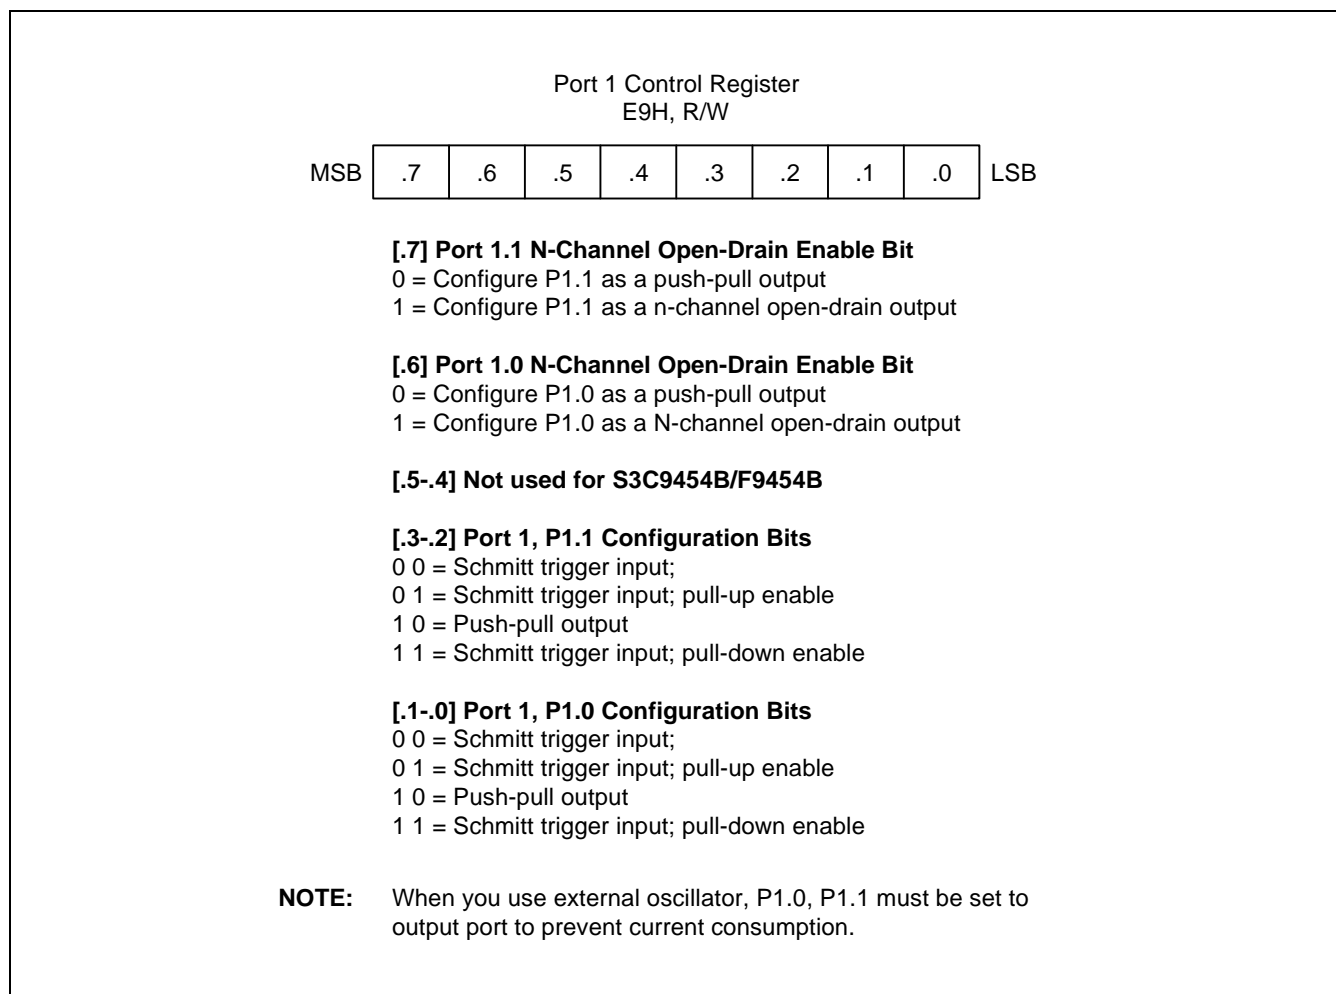 Port 1 Control Register
E9H, R/W
MSB .7 .6 .5 .4 .3 .2 .1 .0 LSB
[.7] Port 1.1 N-Channel Open-Drain Enable Bit
0 = Configure P1.1 as a push-pull output
1 = Configure P1.1 as a n-channel open-drain output
[.6] Port 1.0 N-Channel Open-Drain Enable Bit
0 = Configure P1.0 as a push-pull output
1 = Configure P1.0 as a N-channel open-drain output
[.5-.4] Not used for S3C9454B/F9454B
[.3-.2] Port 1, P1.1 Configuration Bits
0 0 = Schmitt trigger input;
0 1 = Schmitt trigger input; pull-up enable
1 0 = Push-pull output
1 1 = Schmitt trigger input; pull-down enable
[.1-.0] Port 1, P1.0 Configuration Bits
0 0 = Schmitt trigger input;
0 1 = Schmitt trigger input; pull-up enable
1 0 = Push-pull output
1 1 = Schmitt trigger input; pull-down enable
NOTE: When you use external oscillator, P1.0, P1.1 must be set to
output port to prevent current consumption.